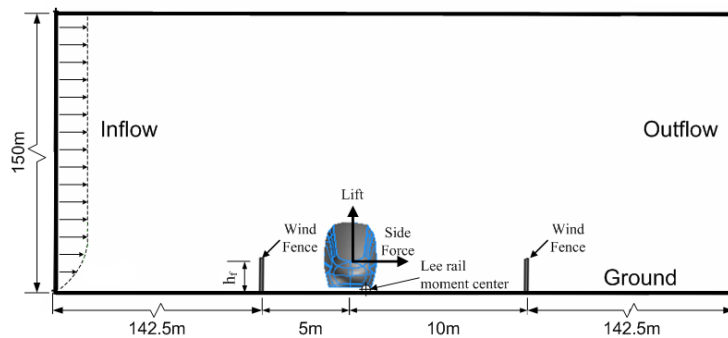 150m
Inflow
Outflow
Lift
Wind
Fence
Side
Force
Wind
Fence
h_f
Lee rail
moment center
Ground
142.5m
5m
10m
142.5m